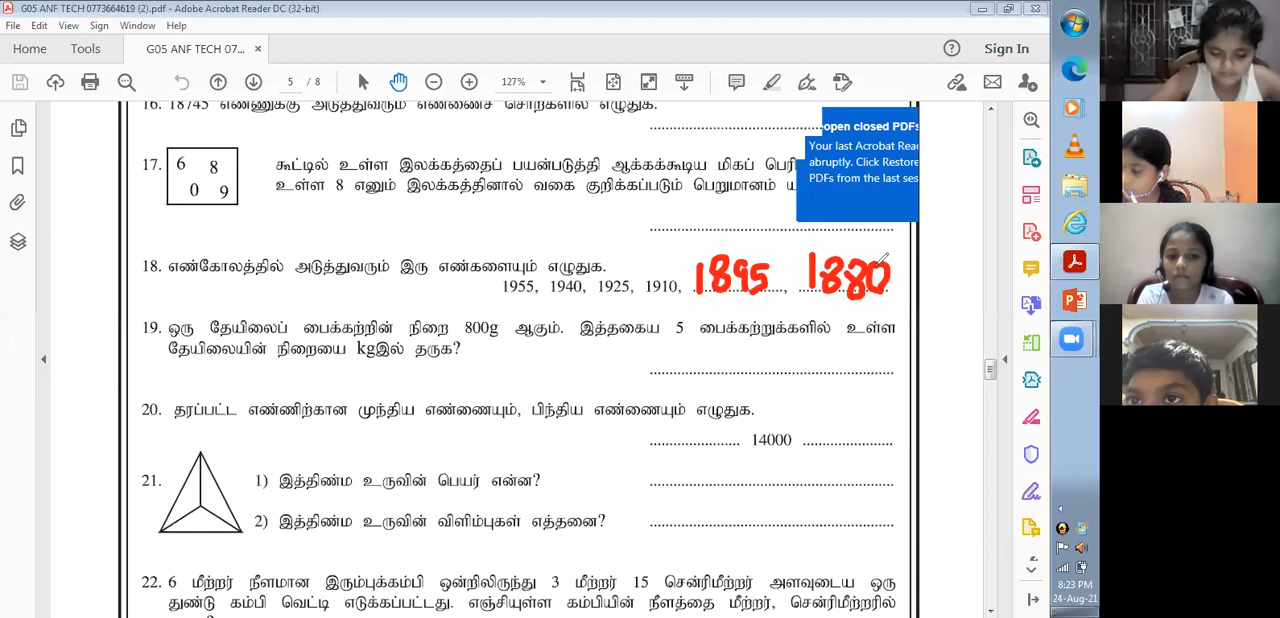 G05 ANF TECH 0773664619 (2).pdf - Adobe Acrobat Reader DC (32-bit)
File Edit View Sign Window Help
Home Tools G05 ANF TECH 07... × Sign In
5 / 8 127%
16. 18745 எண்ணுக்கு அடுத்துவரும் எண்ணைச் சொற்களில் எழுதுக.
open closed PDFs
Your last Acrobat Rea
abruptly. Click Restore
PDFs from the last ses
17. 6 8 0 9 கூட்டில் உள்ள இலக்கத்தைப் பயன்படுத்தி ஆக்கக்கூடிய மிகப் பெரி
உள்ள 8 எனும் இலக்கத்தினால் வகை குறிக்கப்படும் பெறுமானம் ய
18. எண்கோலத்தில் அடுத்துவரும் இரு எண்களையும் எழுதுக.
1955, 1940, 1925, 1910, 1895, 1880
19. ஒரு தேயிலைப் பைக்கற்றின் நிறை 800g ஆகும். இத்தகைய 5 பைக்கற்றுக்களில் உள்ள
தேயிலையின் நிறையை kgஇல் தருக?
20. தரப்பட்ட எண்ணிற்கான முந்திய எண்ணையும், பிந்திய எண்ணையும் எழுதுக.
..................... 14000 .....................
21. 1) இத்திண்ம உருவின் பெயர் என்ன?
2) இத்திண்ம உருவின் விளிம்புகள் எத்தனை?
22. 6 மீற்றர் நீளமான இரும்புக்கம்பி ஒன்றிலிருந்து 3 மீற்றர் 15 சென்ரிமீற்றர் அளவுடைய ஒரு
துண்டு கம்பி வெட்டி எடுக்கப்பட்டது. எஞ்சியுள்ள கம்பியின் நீளத்தை மீற்றர், சென்ரிமீற்றரில்
8:23 PM
24-Aug-21